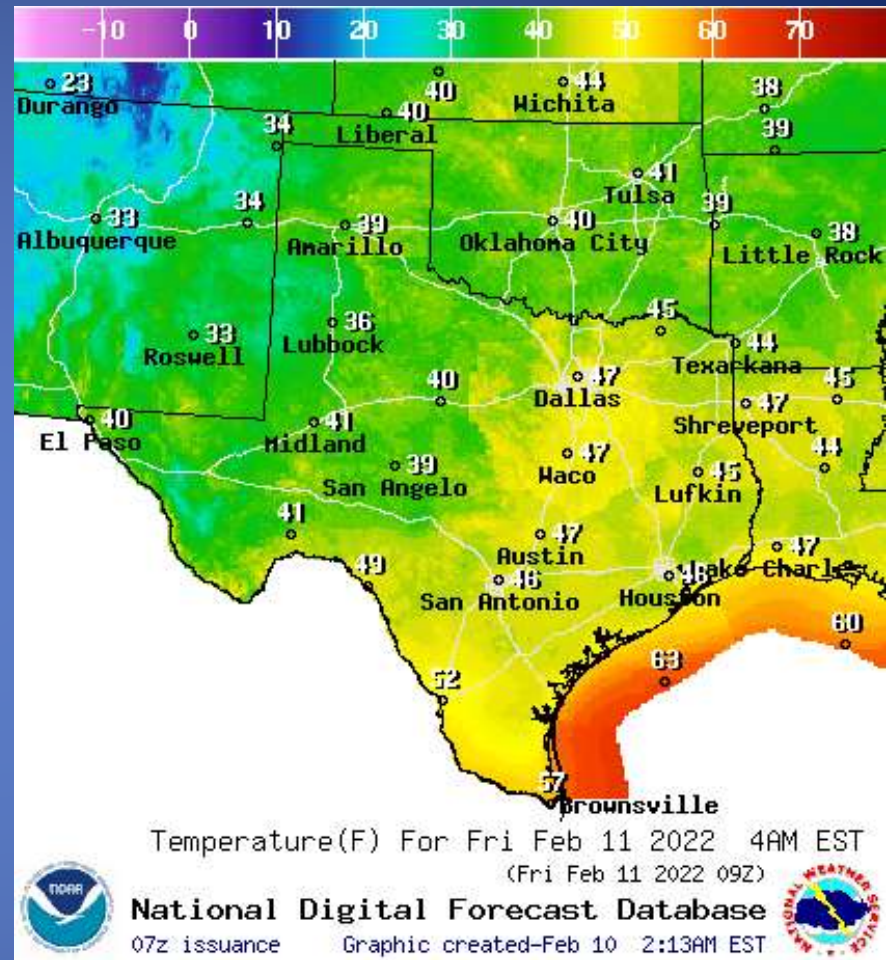 -10 0 10 20 30 40 50 60 70
23
Durango
40
44
Wichita
38
40
Liberal
34
39
41
Tulsa
33
Albuquerque
34
39
Amarillo
40
Oklahoma City
39
38
Little Rock
33
Roswell
36
Lubbock
45
44
Texarkana
47
Dallas
40
47
Shreveport
45
40
El Paso
41
Midland
39
San Angelo
47
Waco
45
Lufkin
44
41
47
Austin
47
Lake Charles
49
46
San Antonio
48
Houston
52
63
60
57
Brownsville
Temperature(F) For Fri Feb 11 2022 4AM EST
(Fri Feb 11 2022 09Z)
National Digital Forecast Database
07z issuance Graphic created-Feb 10 2:13AM EST
NOAA
NATIONAL WEATHER SERVICE